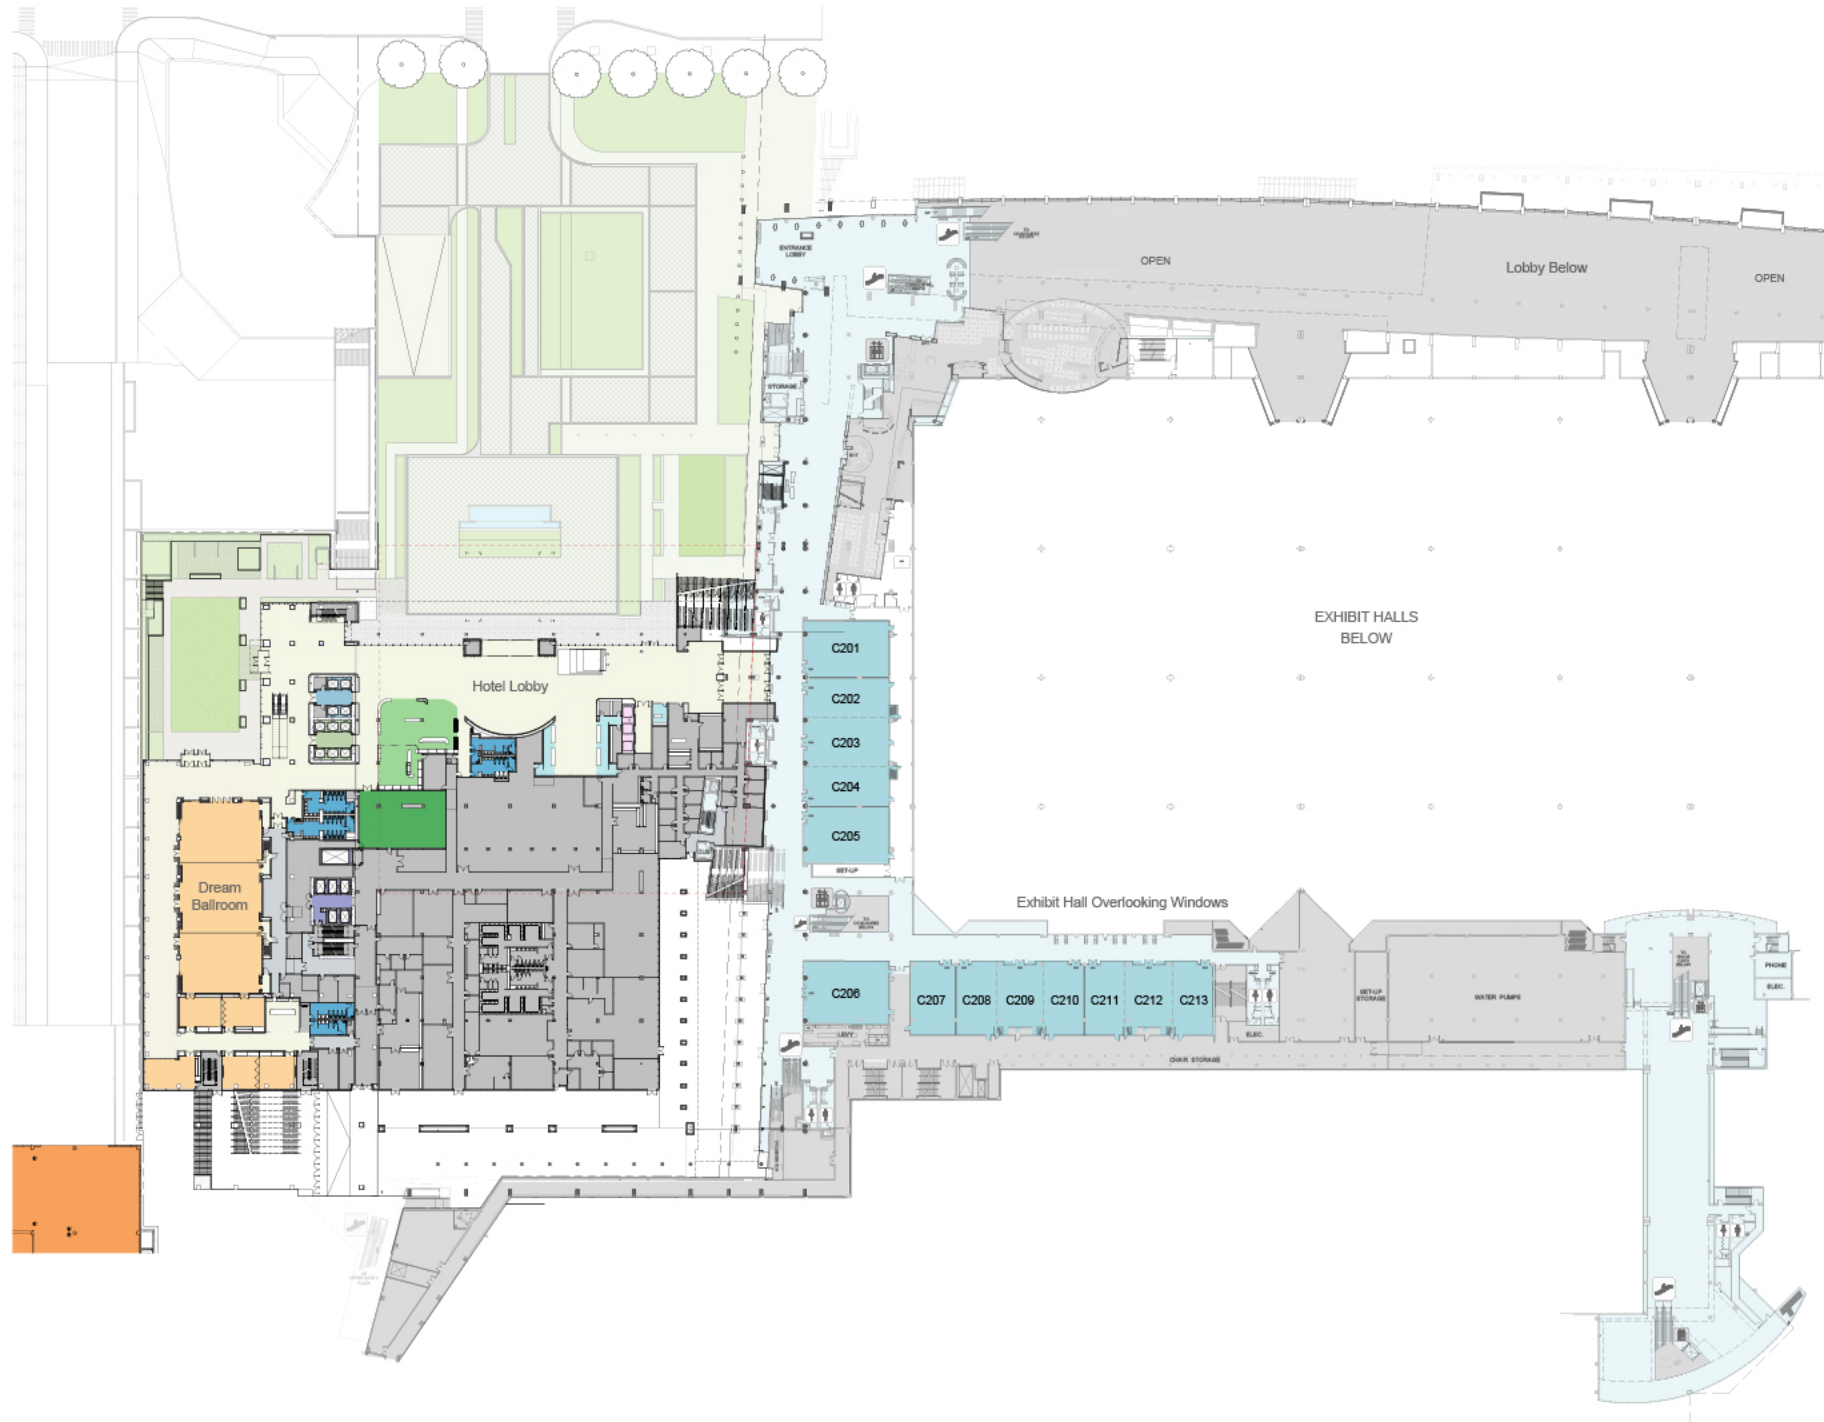 ENTRANCE
LOBBY
OPEN
Lobby Below
OPEN
STORAGE
EXHIBIT HALLS
BELOW
C201
Hotel Lobby
C202
C203
C204
C205
SET-UP
Dream
Ballroom
Exhibit Hall Overlooking Windows
C206
C207
C208
C209
C210
C211
C212
C213
SET-UP
STORAGE
WATER PUMPS
PHONE
ELEC.
LEVY
ELEC.
CHAIR STORAGE